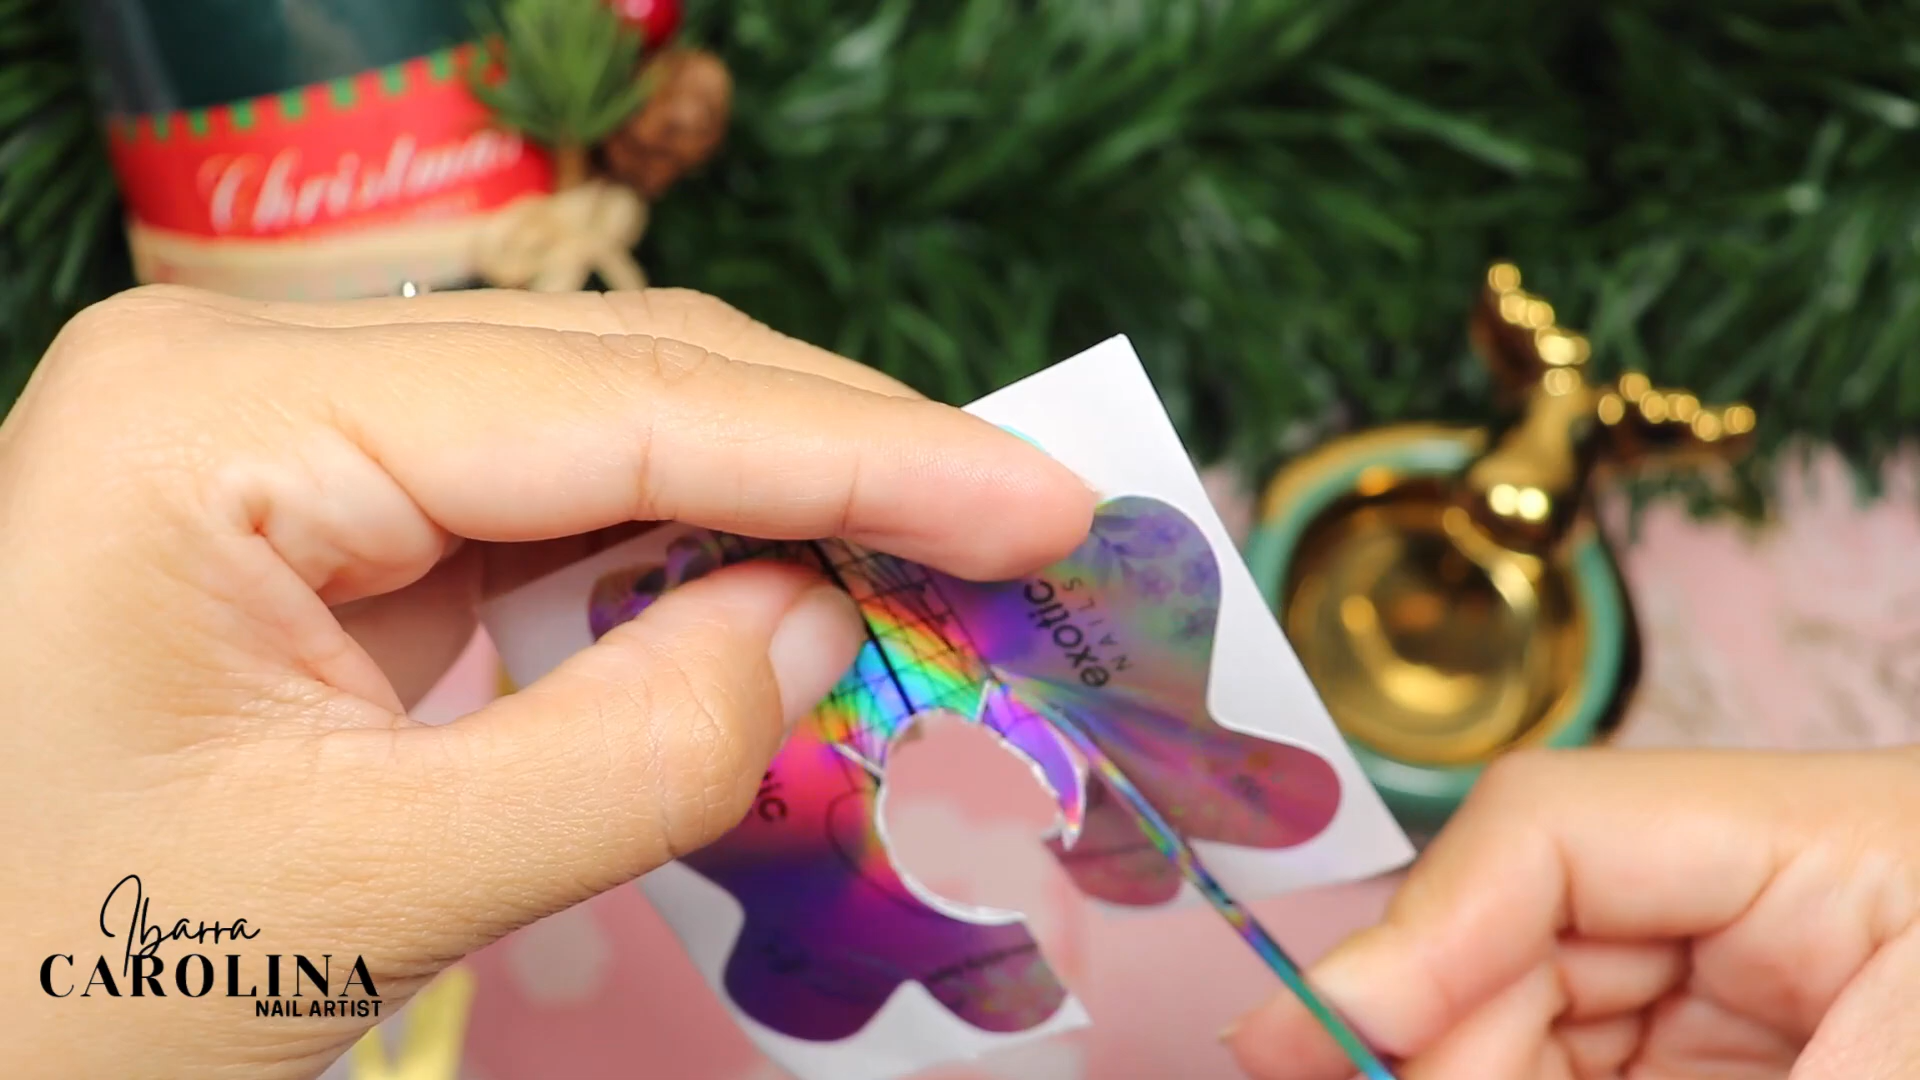 Christmas
exotic
NAILS
Ibarra
CAROLINA
NAIL ARTIST